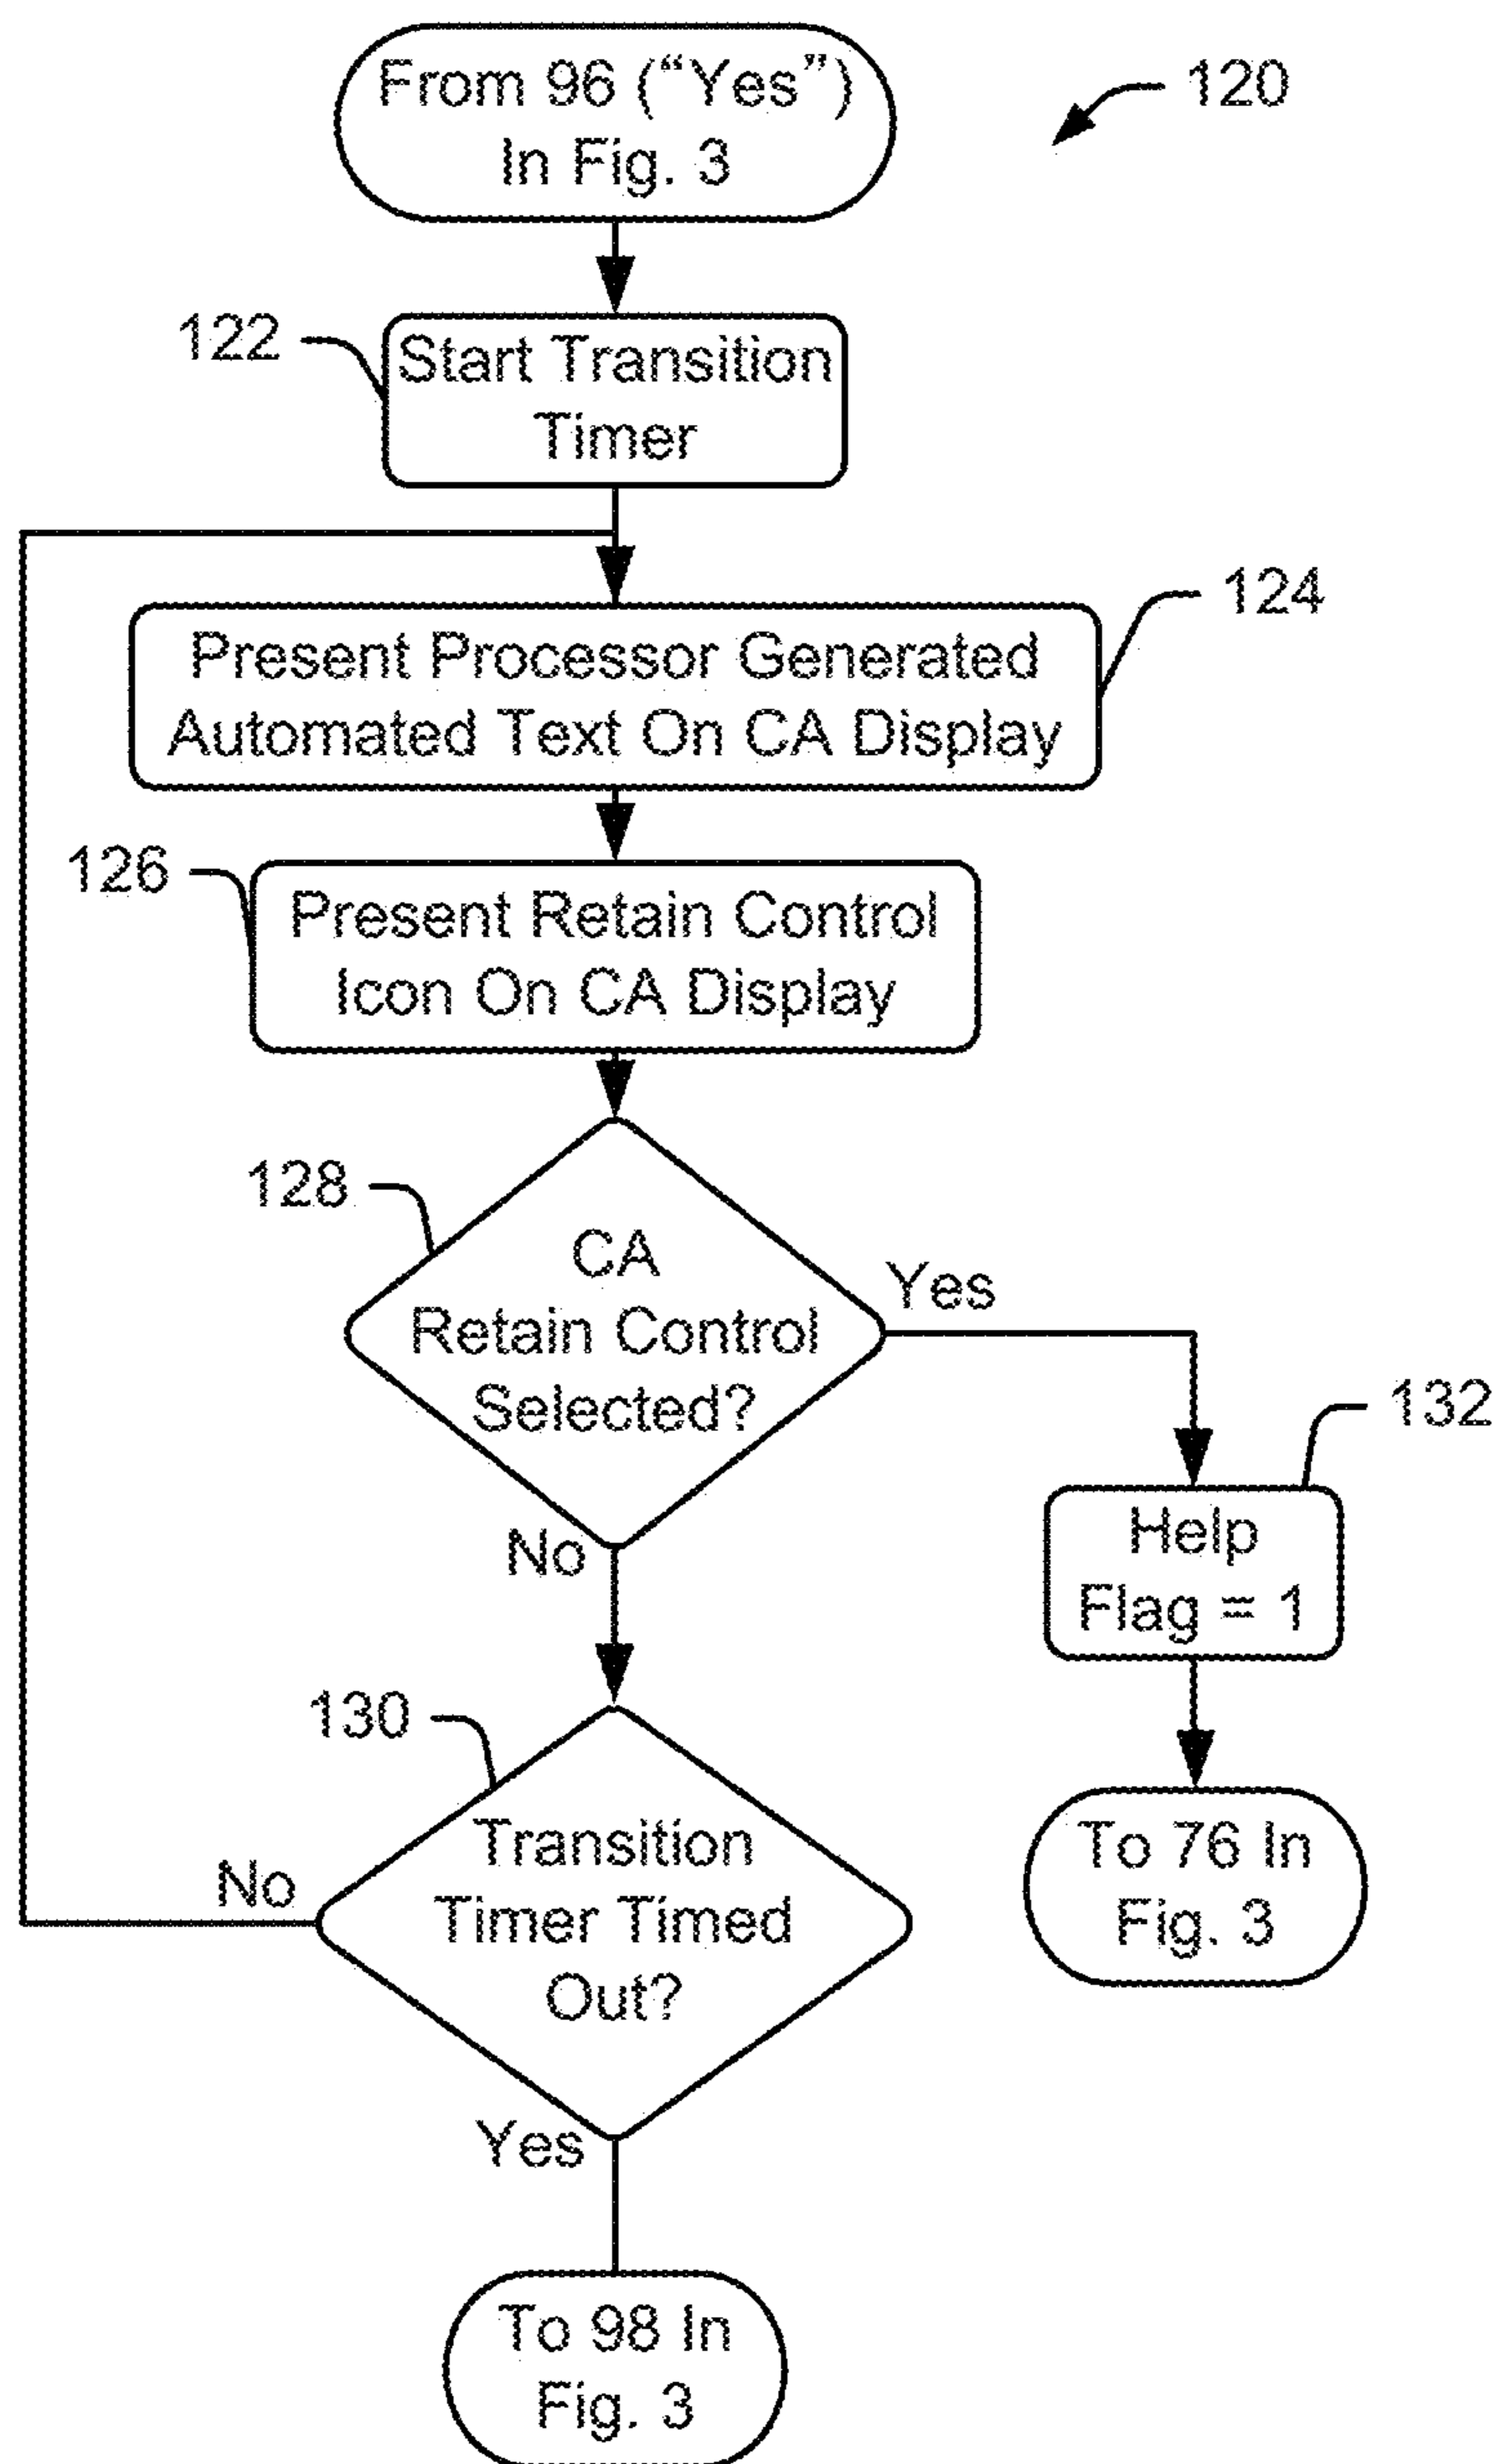 From 96 (“Yes”)
In Fig. 3
120
122
Start Transition
Timer
124
Present Processor Generated
Automated Text On CA Display
126
Present Retain Control
Icon On CA Display
128
CA
Retain Control
Selected?
Yes
No
132
Help
Flag = 1
130
Transition
Timer Timed
Out?
No
Yes
To 76 In
Fig. 3
To 98 In
Fig. 3